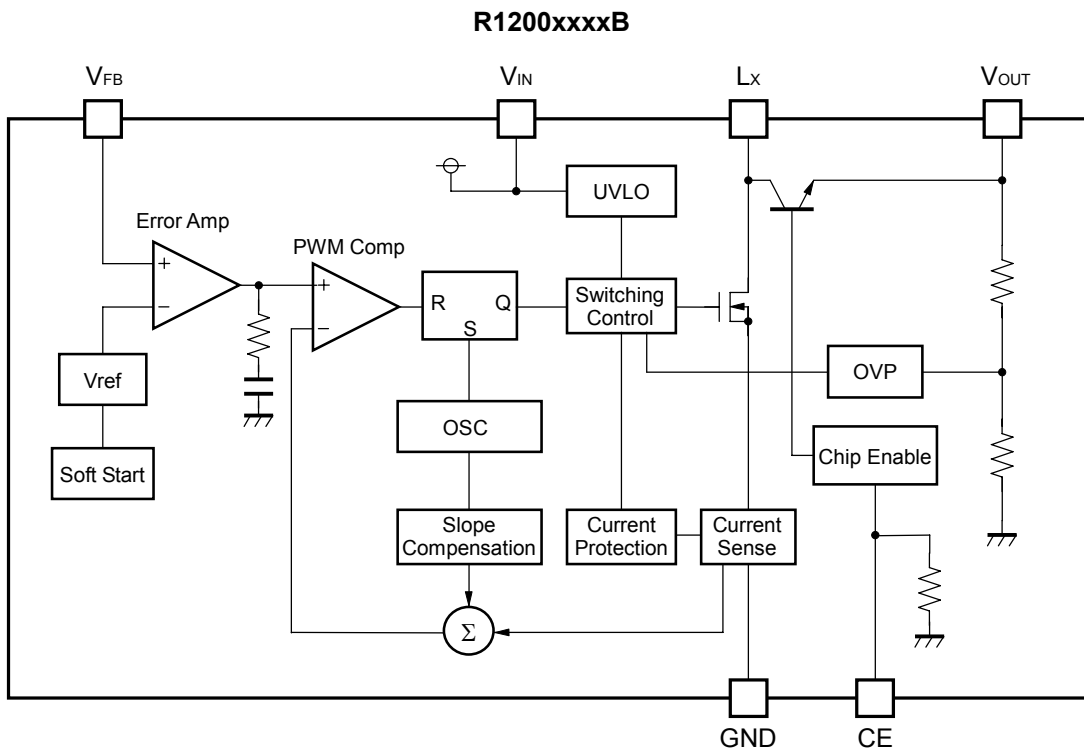 R1200xxxxB
VFB
VIN
LX
VOUT
UVLO
Error Amp
PWM Comp
+
−
+
−
R
Q
S
Switching
Control
Vref
OVP
OSC
Soft Start
Chip Enable
Slope
Compensation
Current
Protection
Current
Sense
Σ
GND
CE